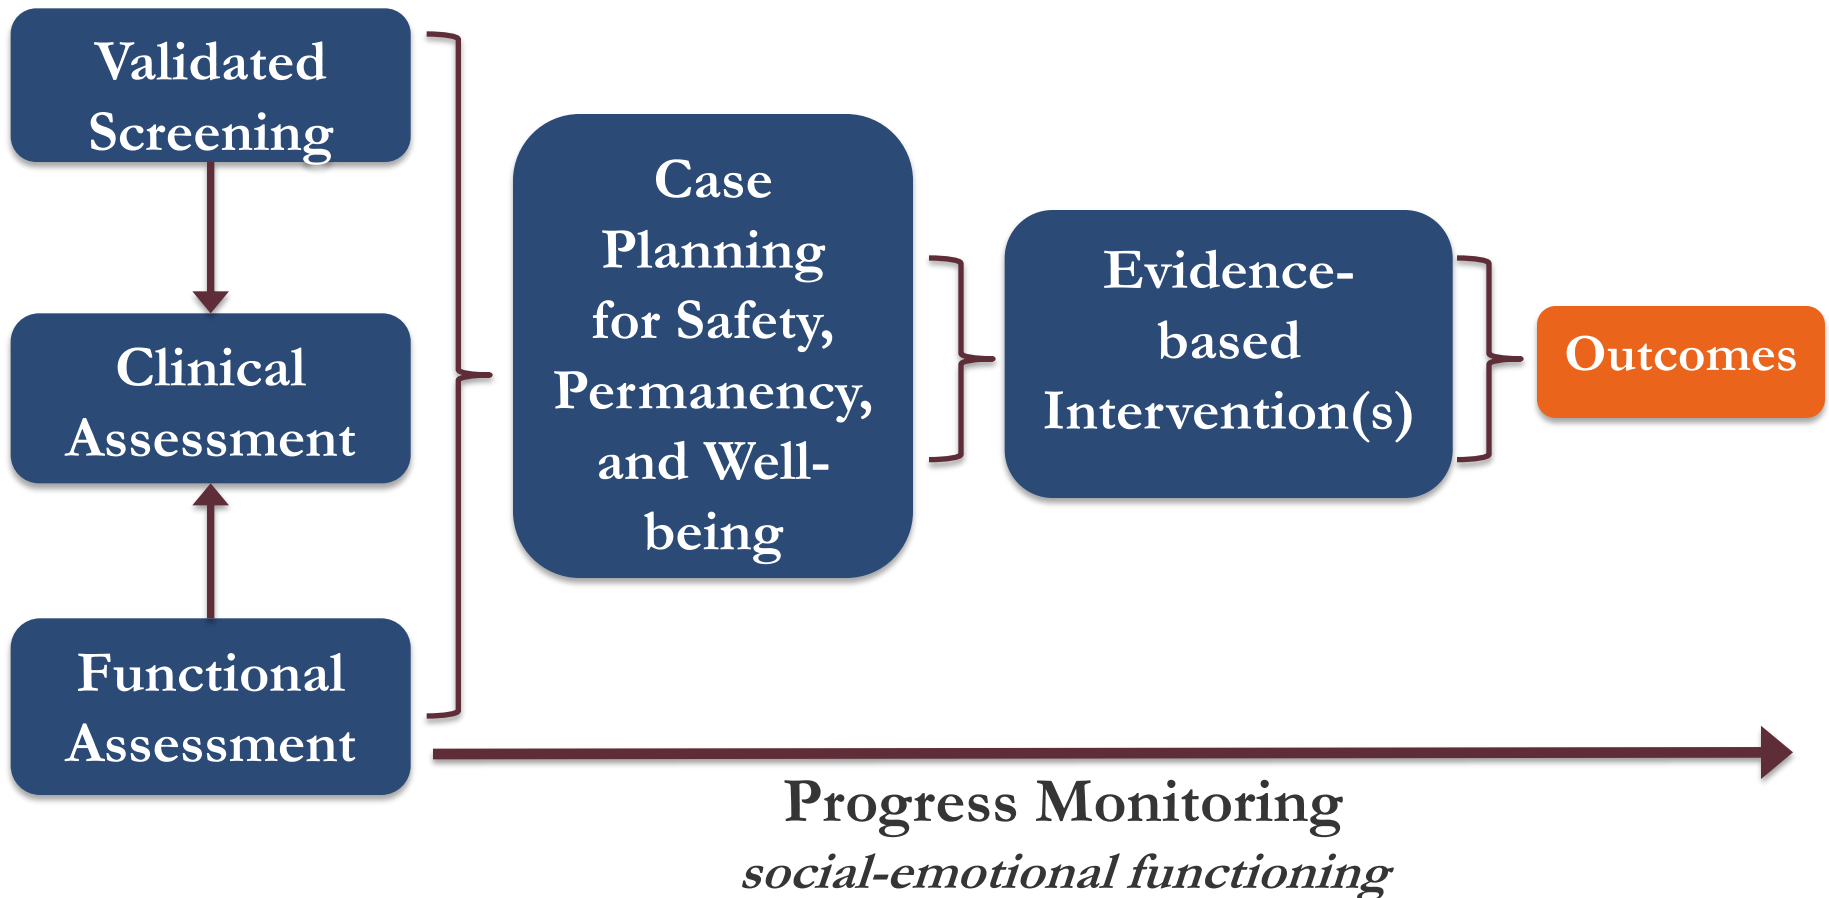 Validated
Screening
Clinical
Assessment
Functional
Assessment
Case
Planning
for Safety,
Permanency,
and Well-
being
Evidence-
based
Intervention(s)
Outcomes
Progress Monitoring
social-emotional functioning